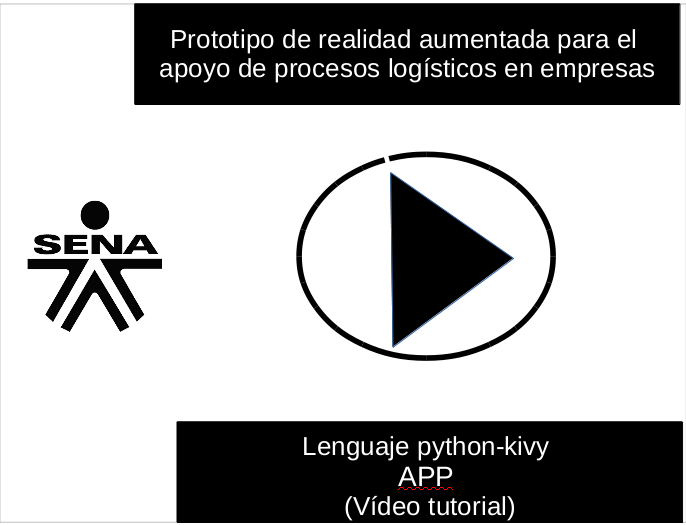 Prototipo de realidad aumentada para el
apoyo de procesos logísticos en empresas
SENA
Lenguaje python-kivy
APP
(Vídeo tutorial)